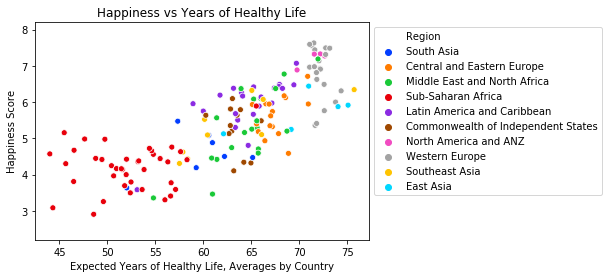 Happiness vs Years of Healthy Life
Happiness Score
8
7
6
5
4
3
45
50
55
60
65
70
75
Expected Years of Healthy Life, Averages by Country
Region
South Asia
Central and Eastern Europe
Middle East and North Africa
Sub-Saharan Africa
Latin America and Caribbean
Commonwealth of Independent States
North America and ANZ
Western Europe
Southeast Asia
East Asia